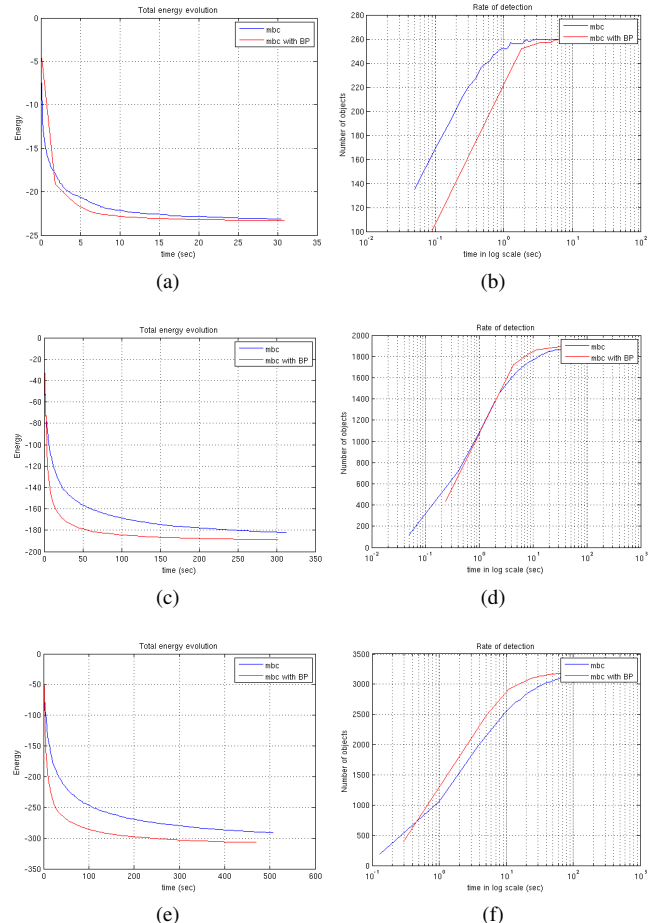 Total energy evolution
mbc
mbc with BP
Energy
0
−5
−10
−15
−20
−25
0 5 10 15 20 25 30 35
time (sec)
(a)
Rate of detection
mbc
mbc with BP
Number of objects
280
260
240
220
200
180
160
140
120
100
10^-2 10^-1 10^0 10^1 10^2
time in log scale (sec)
(b)
Total energy evolution
mbc
mbc with BP
Energy
0
−20
−40
−60
−80
−100
−120
−140
−160
−180
−200
0 50 100 150 200 250 300 350
time (sec)
(c)
Rate of detection
mbc
mbc with BP
Number of objects
2000
1800
1600
1400
1200
1000
800
600
400
200
0
10^-2 10^-1 10^0 10^1 10^2 10^3
time in log scale (sec)
(d)
Total energy evolution
mbc
mbc with BP
Energy
0
−50
−100
−150
−200
−250
−300
−350
0 100 200 300 400 500 600
time (sec)
(e)
Rate of detection
mbc
mbc with BP
Number of objects
3500
3000
2500
2000
1500
1000
500
0
10^-1 10^0 10^1 10^2
time in log scale (sec)
(f)